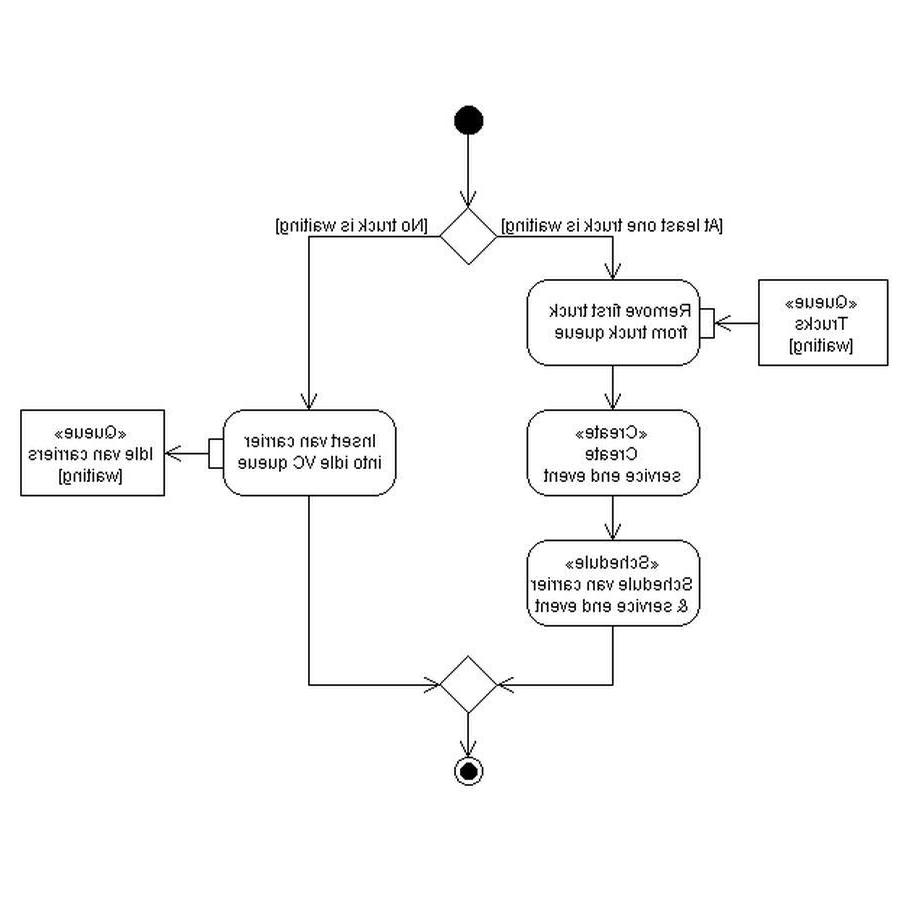 [At least one truck is waiting]
[No truck is waiting]
«Queue»
Trucks
[waiting]
Remove first truck
from truck queue
«Create»
Create
service end event
Insert van carrier
into idle VC queue
«Queue»
Idle van carriers
[waiting]
«Schedule»
Schedule van carrier
& service end event